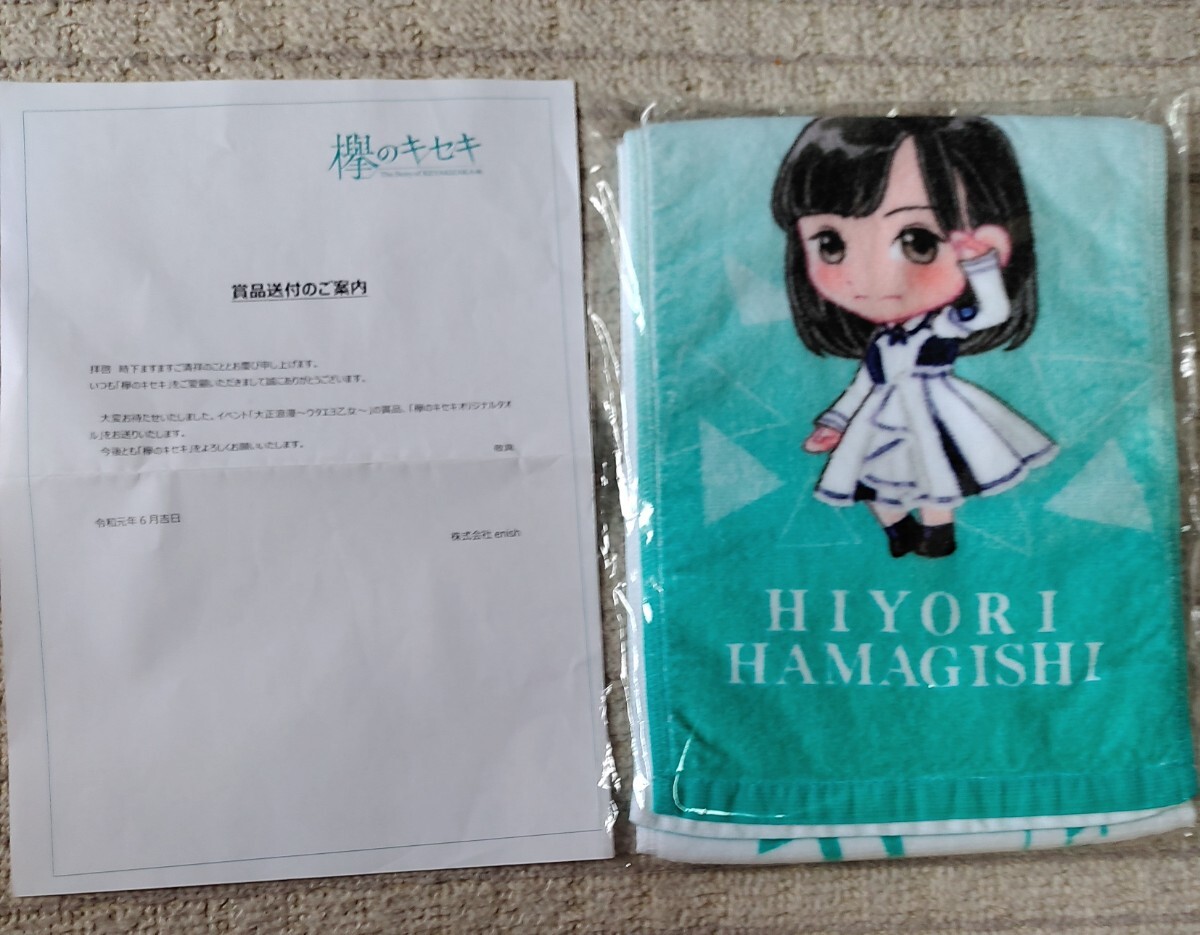 欅のキセキ
The Story of KEYAKIZAKA46
賞品送付のご案内
拝啓　時下ますますご清祥のこととお慶び申し上げます。
いつも「欅のキセキ」をご愛顧いただきまして誠にありがとうございます。
大変お待たせいたしました。イベント「大正浪漫～ウタエヨ乙女～」の賞品、「欅のキセキオリジナルタオ
ル」をお送りいたします。
今後とも「欅のキセキ」をよろしくお願いいたします。
敬具
令和元年6月吉日
株式会社 enish
HIYORI
HAMAGISHI